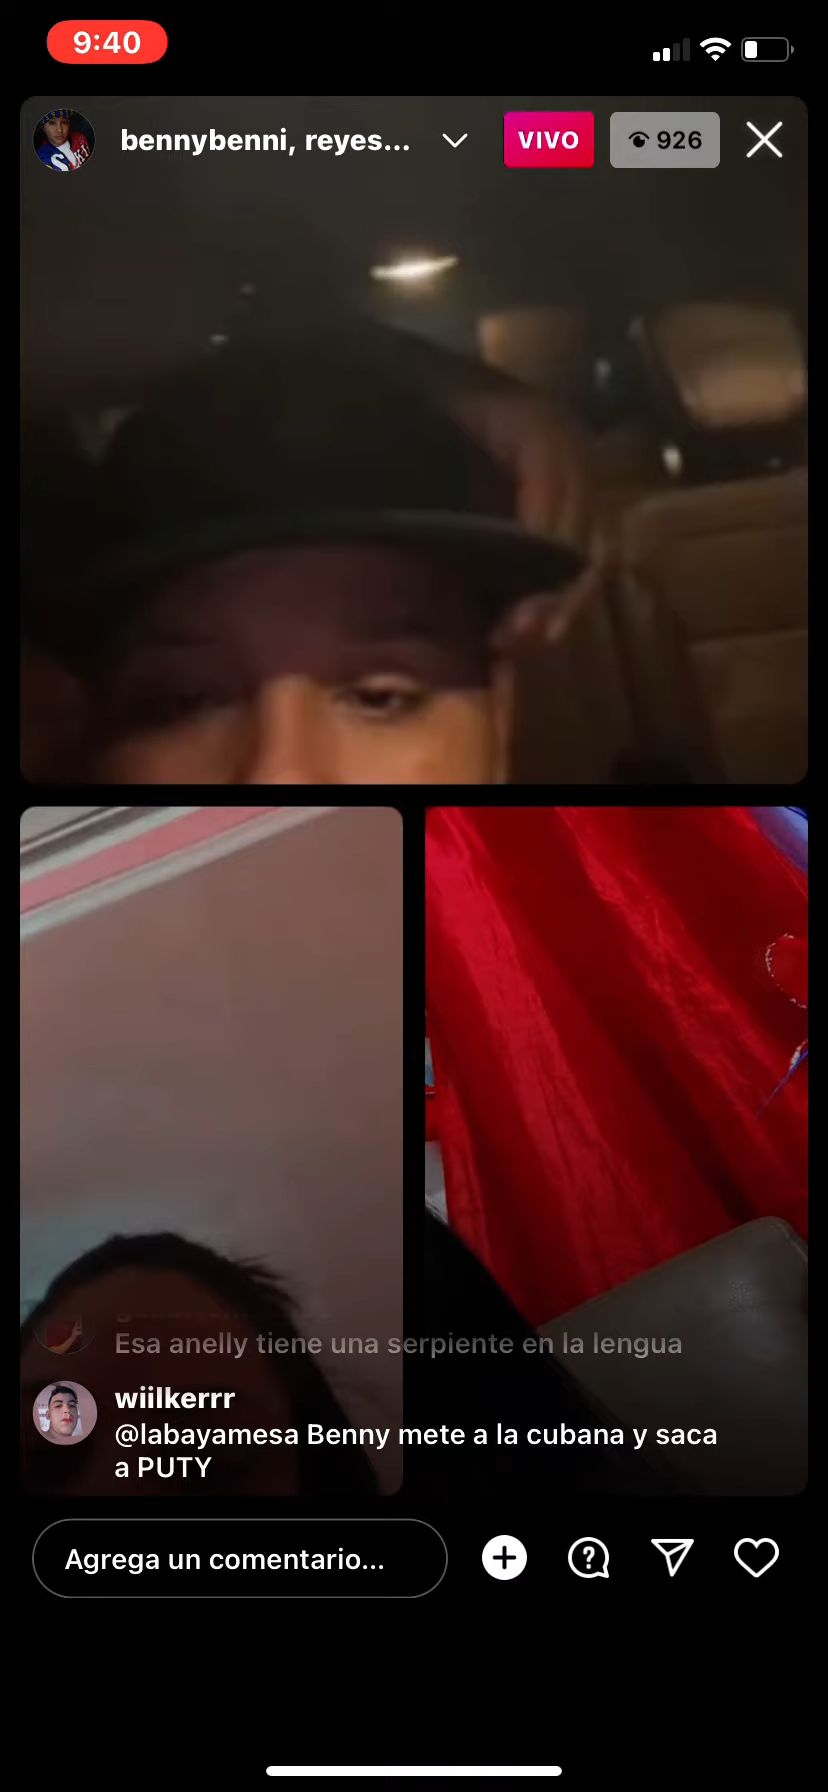 9:40
bennybenni, reyes...
VIVO
926
Esa anelly tiene una serpiente en la lengua
wiilkerrr
@labayamesa Benny mete a la cubana y saca
a PUTY
Agrega un comentario...